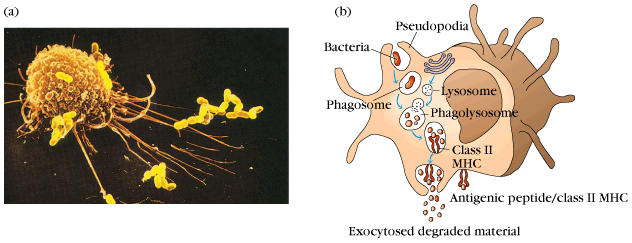 (a)
(b)
Pseudopodia
Bacteria
Lysosome
Phagosome
Phagolysosome
Class II
MHC
Antigenic peptide/class II MHC
Exocytosed degraded material